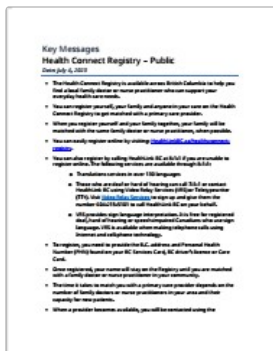 Key Messages
Health Connect Registry – Public
Date: July 6, 2023
• The Health Connect Registry is available across British Columbia to help you
find a local family doctor or nurse practitioner who can support your
everyday health care needs.
• You can register yourself, your family and anyone in your care on the Health
Connect Registry to get matched with a primary care provider.
• When you register yourself and your family together, your family will be
matched with the same family doctor or nurse practitioner, when possible.
• You can easily register online by visiting
registry.
• You can also register by calling HealthLink BC at 8-1-1 if you are unable to
register online. The following services are available through 8-1-1:
Translation services in over 130 languages
Those who are deaf or hard of hearing can call 7-1-1 or contact
HealthLink BC using Video Relay Services (VRS) or Teletypewriter
(TTY). Visit Video Relay Services to sign up and give them the
number to call HealthLink BC on your behalf.
VRS provides sign language interpretation. It is free for registered
deaf, hard of hearing or speech-impaired Canadians who use sign
language. VRS is available when making telephone calls using
internet and cellphone technology.
• To register, you need to provide the B.C. address and Personal Health
Number (PHN) found on your BC Services Card, BC driver's licence or Care
Card.
• Once registered, your name will stay on the Registry until you are matched
with a family doctor or nurse practitioner in your community.
• The time it takes to match you with a primary care provider depends on the
number of family doctors or nurse practitioners in your area and their
capacity for new patients.
• When a provider becomes available, you will be contacted using the